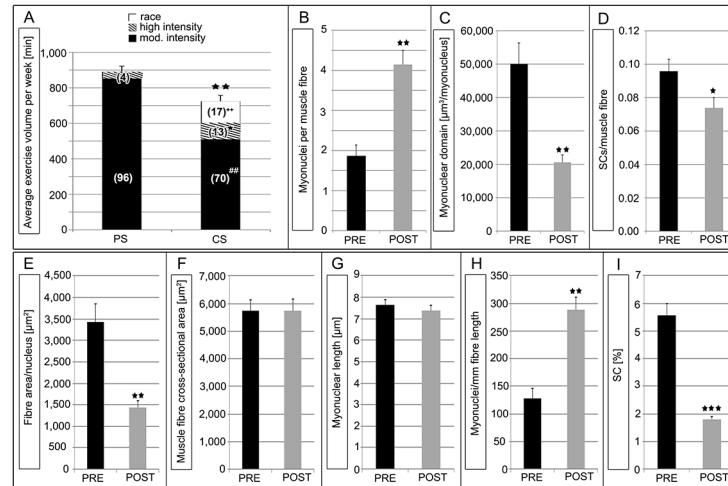 A
race
high intensity
mod. intensity
Average exercise volume per week [min]
1,000
900
800
700
600
500
400
300
200
100
0
(4)
(96)
★★
(17)++
(13)*
(70)##
PS CS
B
Myonuclei per muscle fibre
5
4
3
2
1
0
★★
PRE POST
C
Myonuclear domain [µm³/myonucleus]
60,000
50,000
40,000
30,000
20,000
10,000
0
★★
PRE POST
D
SCs/muscle fibre
0.12
0.10
0.08
0.06
0.04
0.02
0.00
★
PRE POST
E
Fibre area/nucleus [µm²]
4,500
4,000
3,500
3,000
2,500
2,000
1,500
1,000
500
0
★★
PRE POST
F
Muscle fibre cross-sectional area [µm²]
7,000
6,000
5,000
4,000
3,000
2,000
1,000
0
PRE POST
G
Myonuclear length [µm]
9
8
7
6
5
4
3
2
1
0
PRE POST
H
Myonuclei/mm fibre length
350
300
250
200
150
100
50
0
★★
PRE POST
I
SC [%]
7
6
5
4
3
2
1
0
★★★
PRE POST